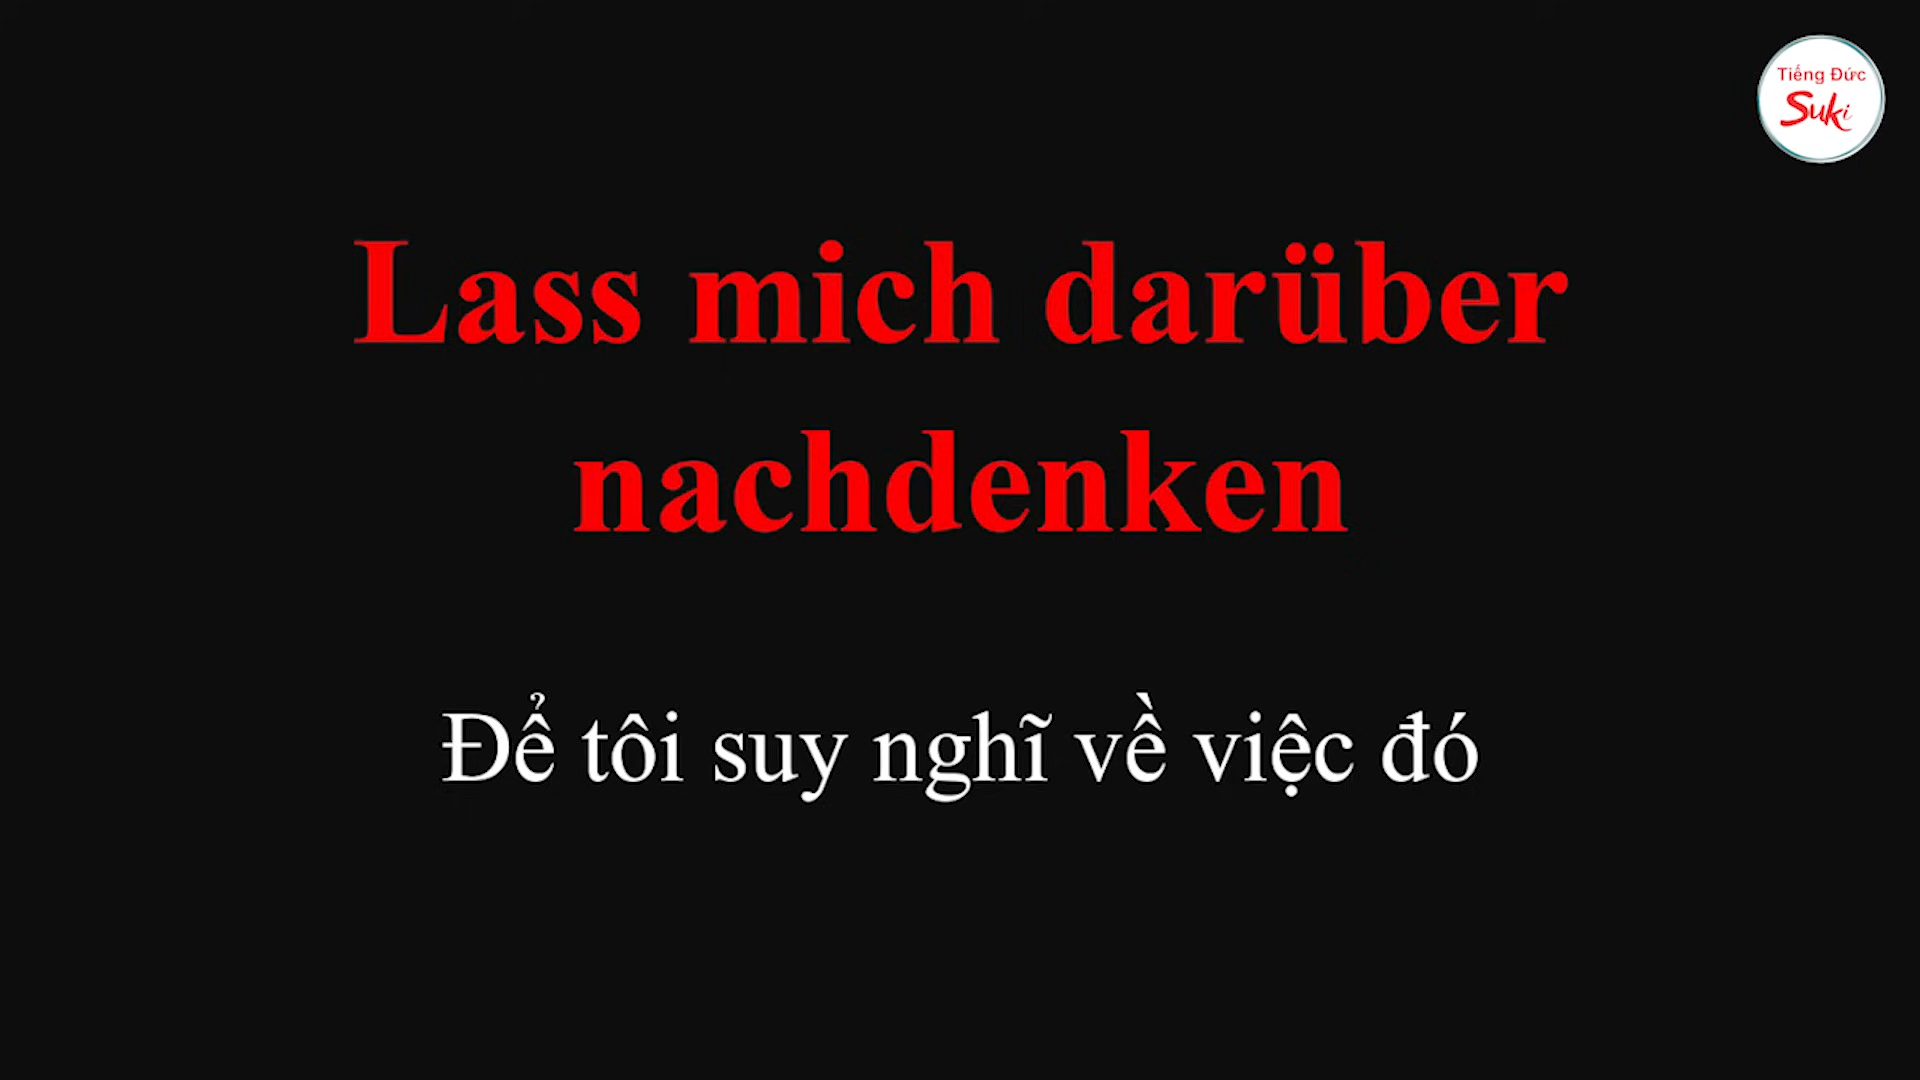 Tiếng Đức
Suki
Lass mich darüber
nachdenken
Để tôi suy nghĩ về việc đó